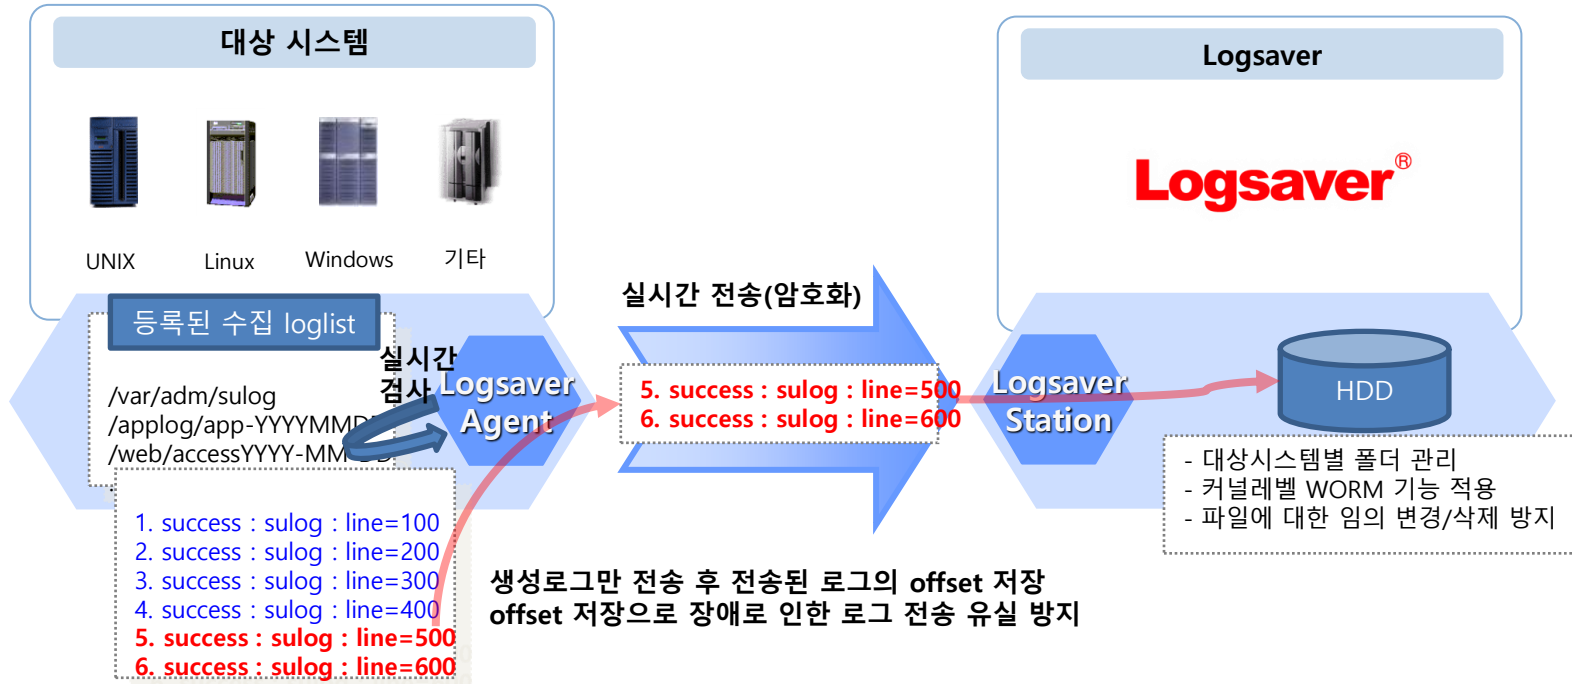 대상 시스템
UNIX
Linux
Windows
기타
등록된 수집 loglist
/var/adm/sulog
/applog/app-YYYYMMDD
/web/accessYYYY-MM-DD
실시간
검사
Logsaver
Agent
1. success : sulog : line=100
2. success : sulog : line=200
3. success : sulog : line=300
4. success : sulog : line=400
5. success : sulog : line=500
6. success : sulog : line=600
실시간 전송(암호화)
5. success : sulog : line=500
6. success : sulog : line=600
생성로그만 전송 후 전송된 로그의 offset 저장
offset 저장으로 장애로 인한 로그 전송 유실 방지
Logsaver
Logsaver®
Logsaver
Station
HDD
- 대상시스템별 폴더 관리
- 커널레벨 WORM 기능 적용
- 파일에 대한 임의 변경/삭제 방지